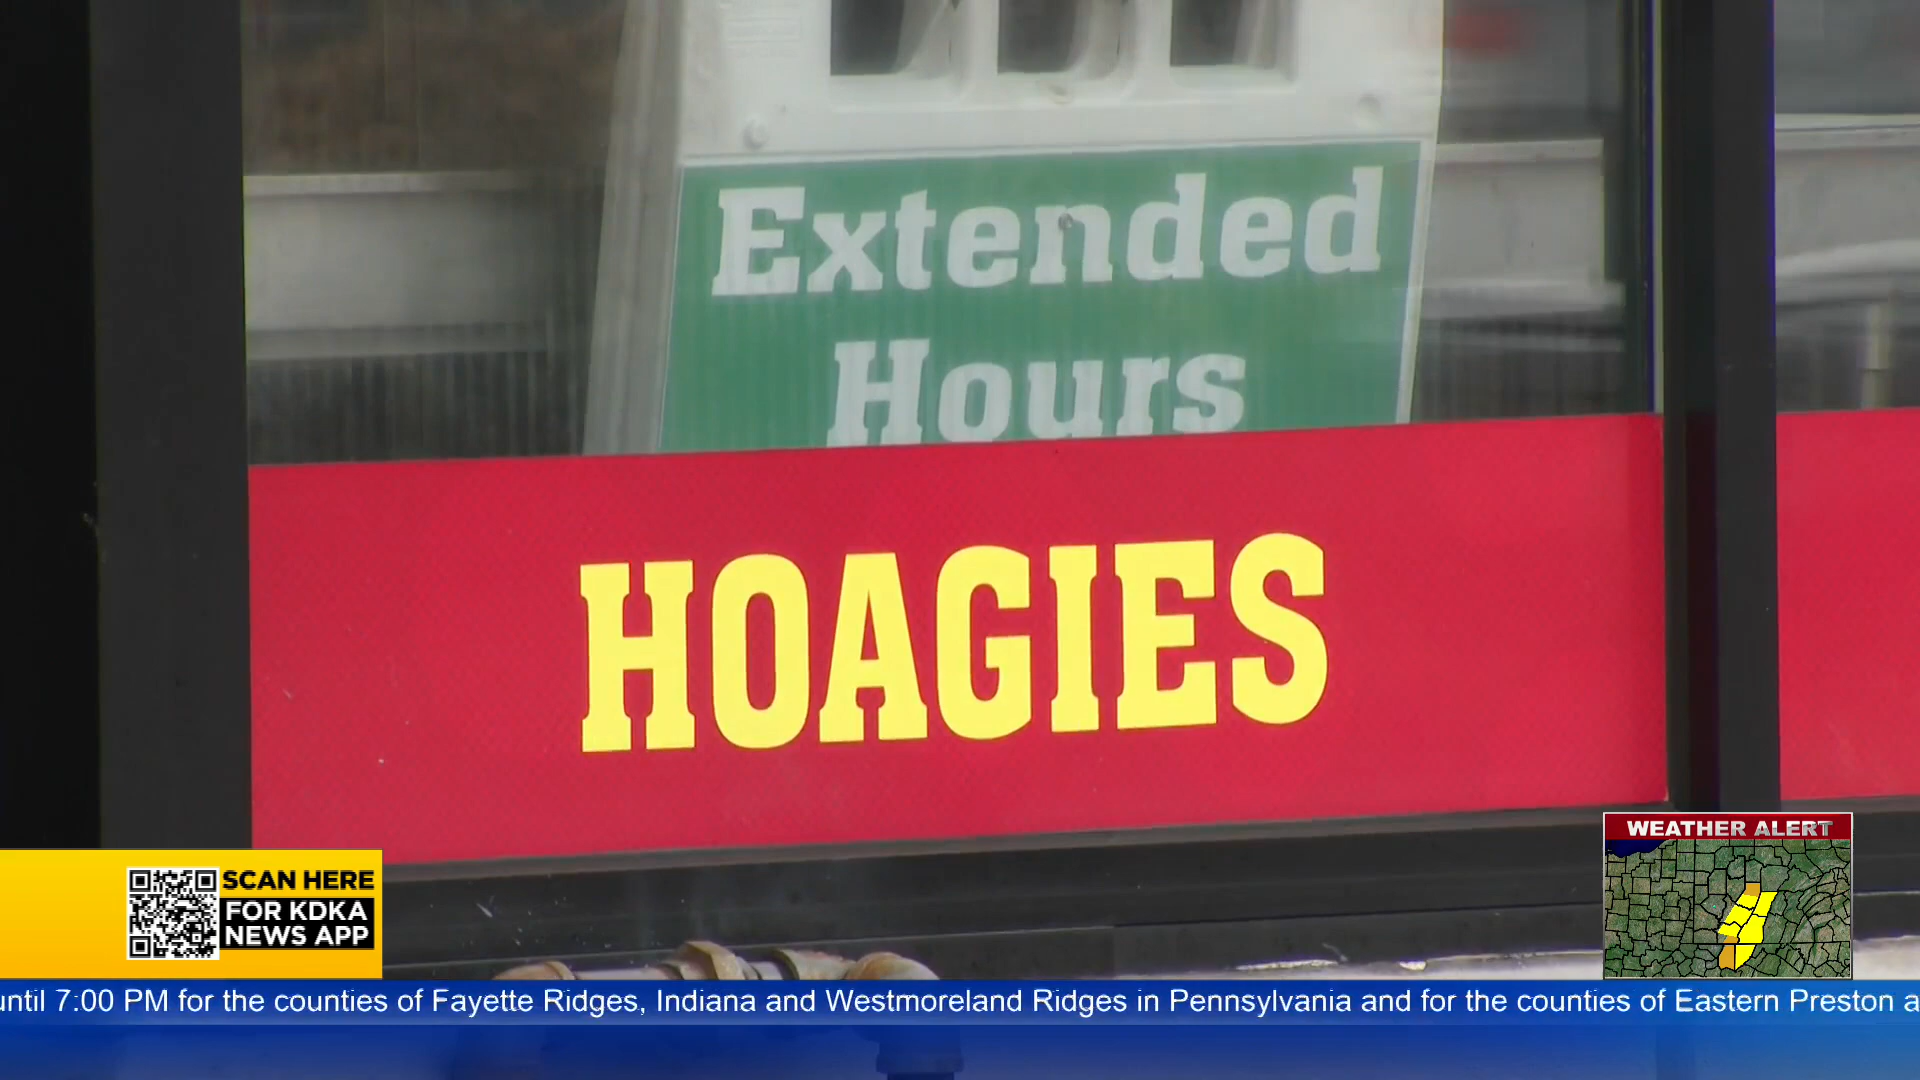 Extended
Hours
HOAGIES
WEATHER ALERT
SCAN HERE
FOR KDKA
NEWS APP
until 7:00 PM for the counties of Fayette Ridges, Indiana and Westmoreland Ridges in Pennsylvania and for the counties of Eastern Preston a